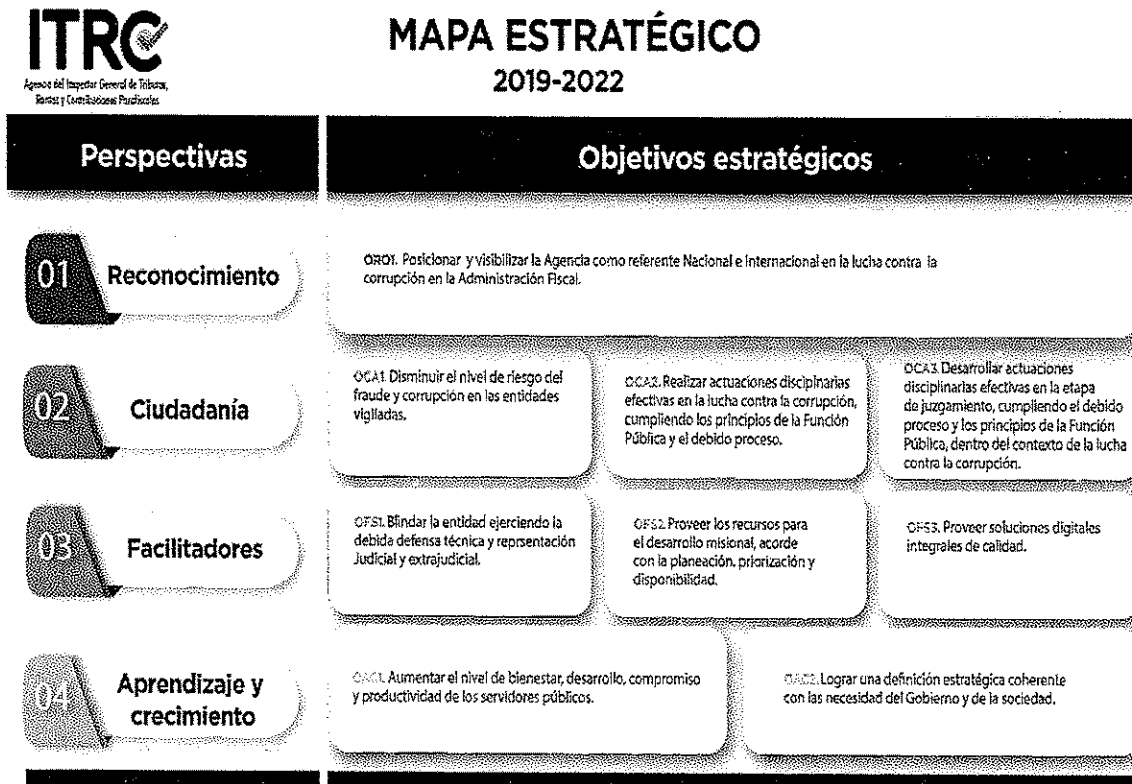 ITRC
Agencia del Inspector General de Tributos,
Rentas y Contribuciones Parafiscales
MAPA ESTRATÉGICO
2019-2022
Perspectivas
Objetivos estratégicos
01
Reconocimiento
ORO1. Posicionar y visibilizar la Agencia como referente Nacional e Internacional en la lucha contra la
corrupción en la Administración Fiscal.
02
Ciudadanía
OCA1. Disminuir el nivel de riesgo del
fraude y corrupción en las entidades
vigiladas.
OCA2. Realizar actuaciones disciplinarias
efectivas en la lucha contra la corrupción,
cumpliendo los principios de la Función
Pública y el debido proceso.
OCA3. Desarrollar actuaciones
disciplinarias efectivas en la etapa
de juzgamiento, cumpliendo el debido
proceso y los principios de la Función
Pública, dentro del contexto de la lucha
contra la corrupción.
03
Facilitadores
OFS1. Blindar la entidad ejerciendo la
debida defensa técnica y reprsentación
Judicial y extrajudicial.
OFS2. Proveer los recursos para
el desarrollo misional, acorde
con la planeación, priorización y
disponibilidad.
OFS3. Proveer soluciones digitales
integrales de calidad.
04
Aprendizaje y
crecimiento
OAC1. Aumentar el nivel de bienestar, desarrollo, compromiso
y productividad de los servidores públicos.
OAC2. Lograr una definición estratégica coherente
con las necesidad del Gobierno y de la sociedad.